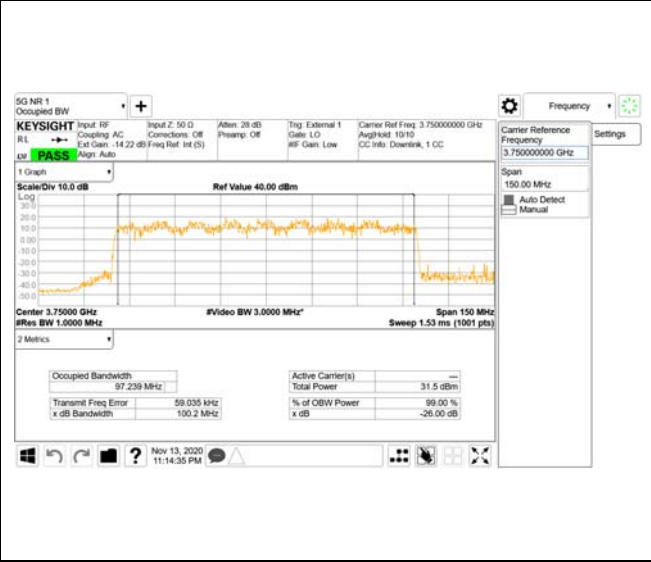 5G NR 1
Occupied BW
Frequency
KEYSIGHT
Input: RF
Coupling: AC
Ext Gain: -14.22 dB
Align: Auto
Input Z: 50 Ω
Corrections: Off
Freq Ref: Int (S)
Atten: 28 dB
Preamp: Off
Trig: External 1
Gate: LO
#IF Gain: Low
Carrier Ref Freq: 3.750000000 GHz
Avg|Hold: 10/10
CC Info: Downlink, 1 CC
R L
PASS
Carrier Reference
Frequency
3.750000000 GHz
Settings
Span
150.00 MHz
Auto Detect
Manual
1 Graph
Scale/Div 10.0 dB
Ref Value 40.00 dBm
Log
30.0
20.0
10.0
0.00
-10.0
-20.0
-30.0
-40.0
-50.0
Center 3.75000 GHz
#Video BW 3.0000 MHz*
Span 150 MHz
#Res BW 1.0000 MHz
Sweep 1.53 ms (1001 pts)
2 Metrics
Occupied Bandwidth
97.239 MHz
Transmit Freq Error 59.035 kHz
x dB Bandwidth 100.2 MHz
Active Carrier(s) —
Total Power 31.5 dBm
% of OBW Power 99.00 %
x dB -26.00 dB
?
Nov 13, 2020
11:14:35 PM